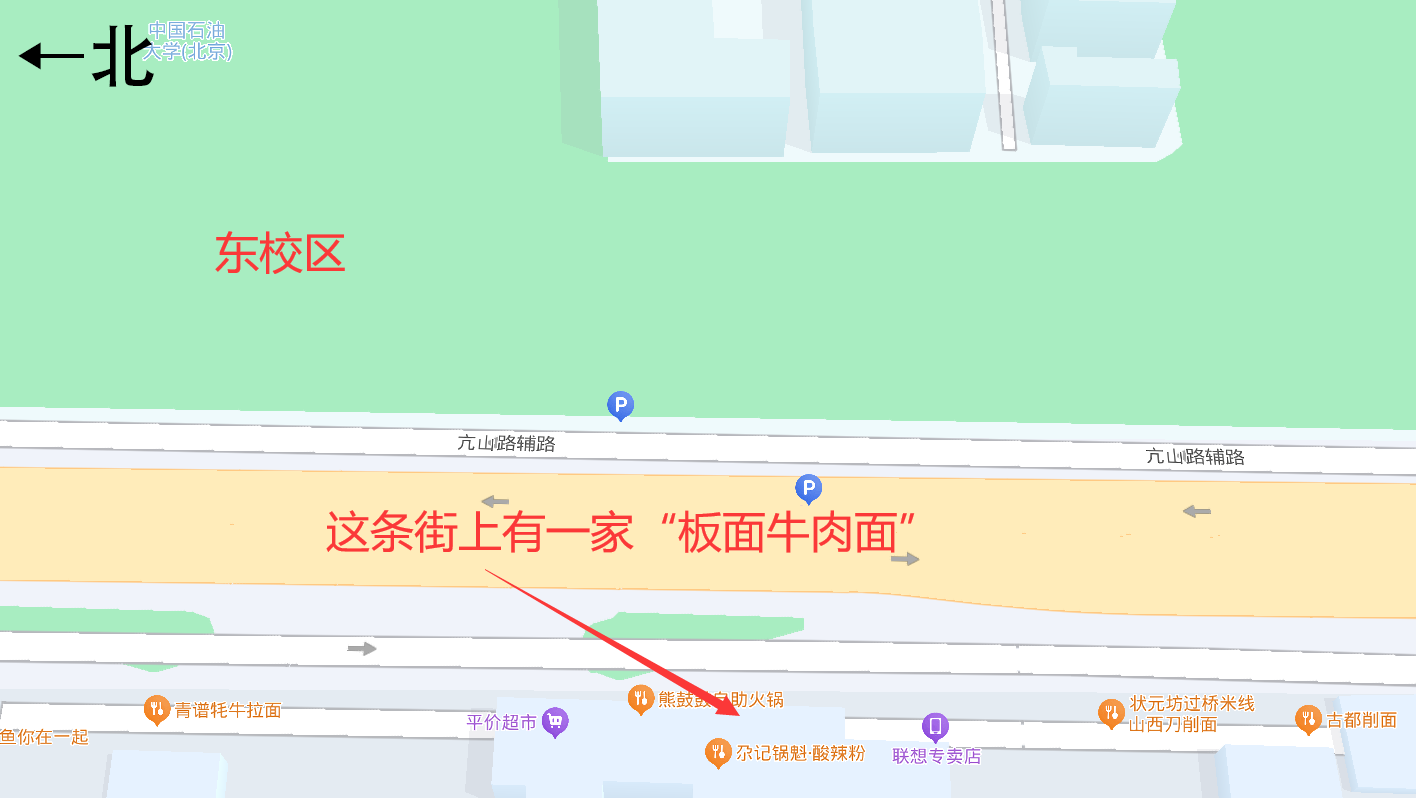 北
中国石油
大学(北京)
东校区
P
亢山路辅路
亢山路辅路
P
这条街上有一家“板面牛肉面”
熊鼓鼓自助火锅
状元坊过桥米线
山西刀削面
青谱牦牛拉面
平价超市
古都削面
鱼你在一起
尕记锅魁·酸辣粉
联想专卖店